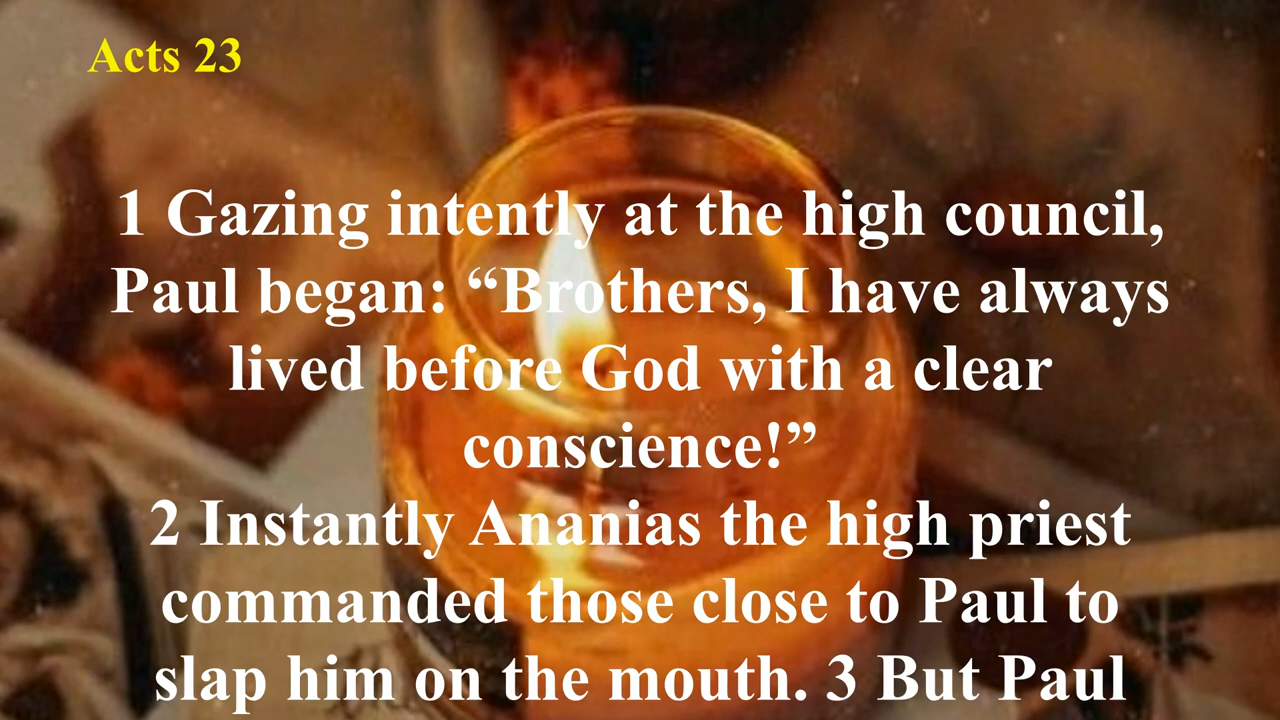 Acts 23
1 Gazing intently at the high council,
Paul began: “Brothers, I have always
lived before God with a clear
conscience!”
2 Instantly Ananias the high priest
commanded those close to Paul to
slap him on the mouth. 3 But Paul